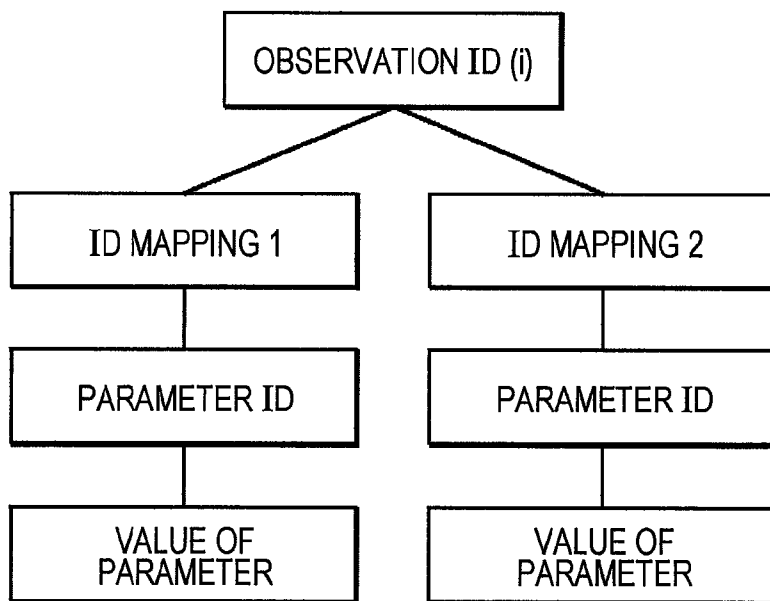 OBSERVATION ID (i)
ID MAPPING 1
ID MAPPING 2
PARAMETER ID
PARAMETER ID
VALUE OF
PARAMETER
VALUE OF
PARAMETER